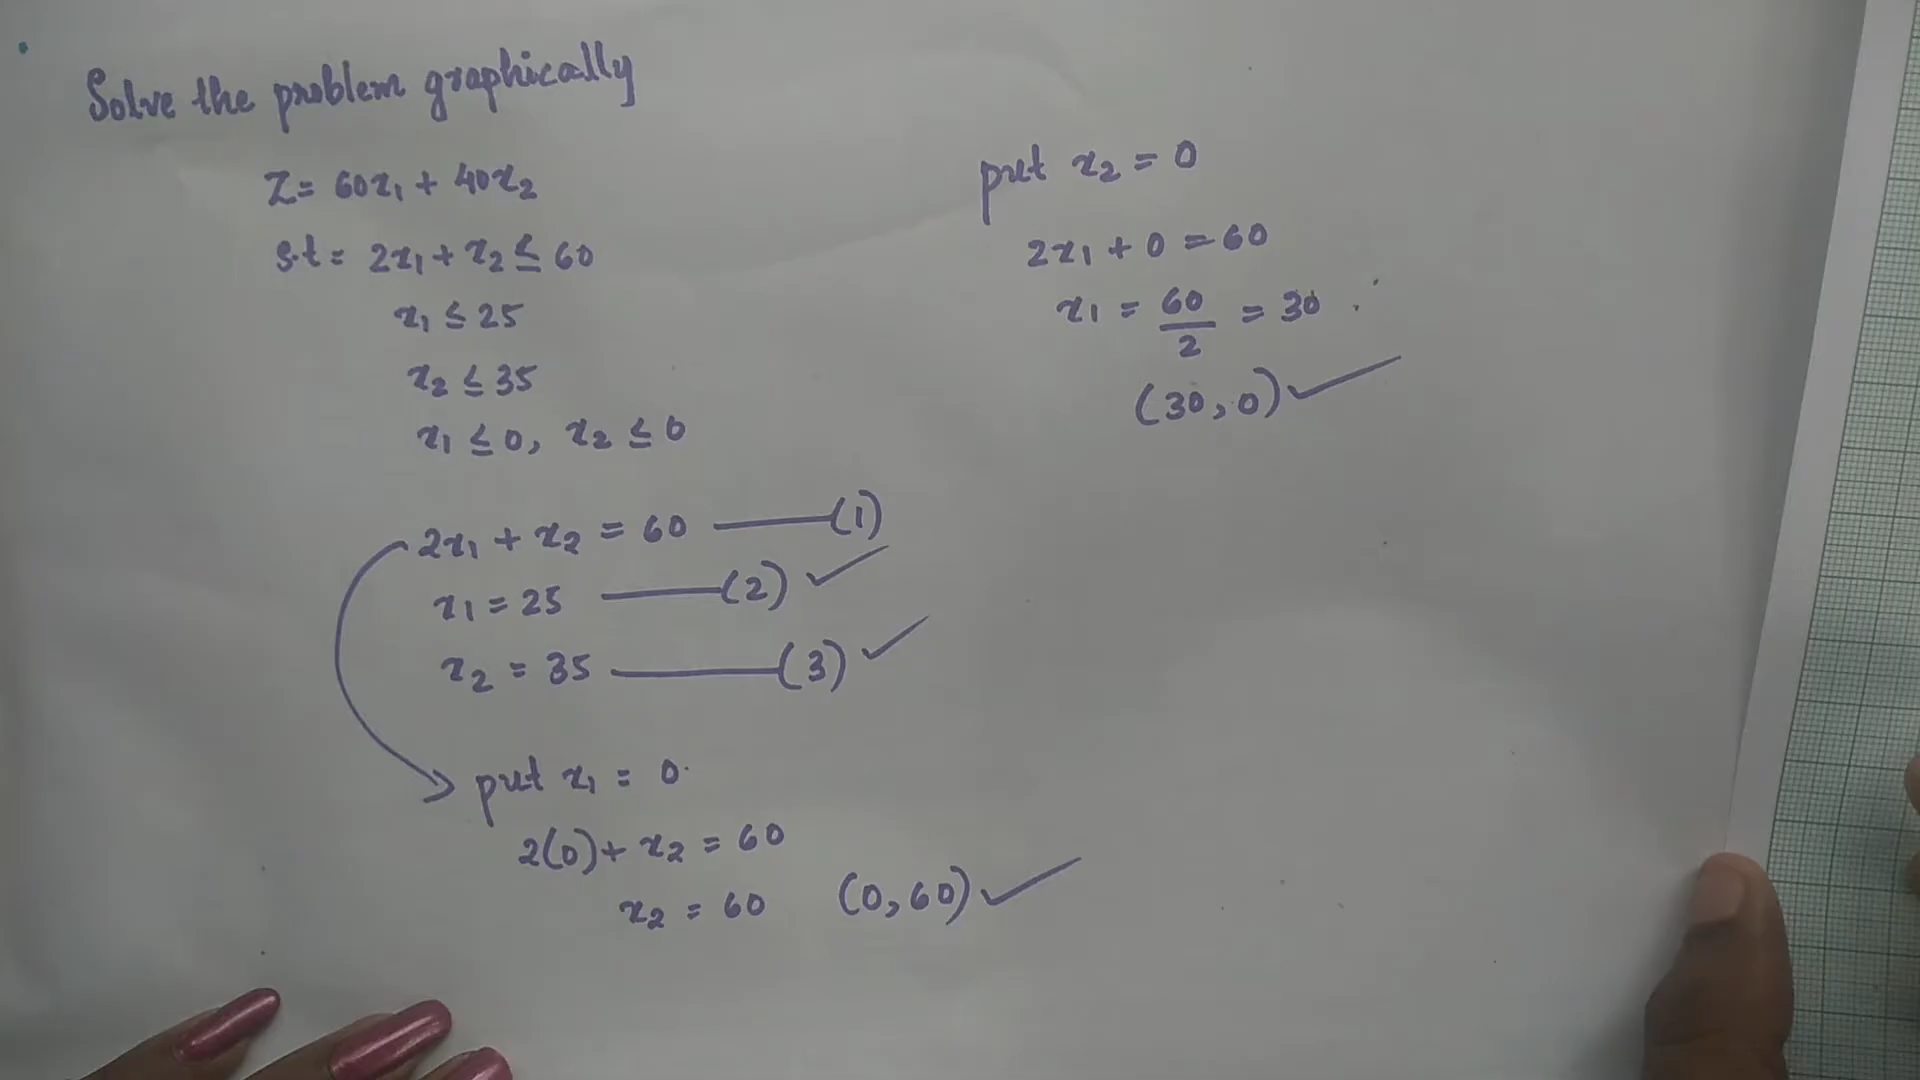 Solve the problem graphically
Z = 60x₁ + 40x₂
s.t = 2x₁ + x₂ ≤ 60
x₁ ≤ 25
x₂ ≤ 35
x₁ ≤ 0, x₂ ≤ 0
2x₁ + x₂ = 60 —— (1)
x₁ = 25 —— (2) ✓
x₂ = 35 —— (3) ✓
put x₁ = 0
2(0) + x₂ = 60
x₂ = 60 (0, 60) ✓
put x₂ = 0
2x₁ + 0 = 60
x₁ = 60/2 = 30
(30, 0) ✓